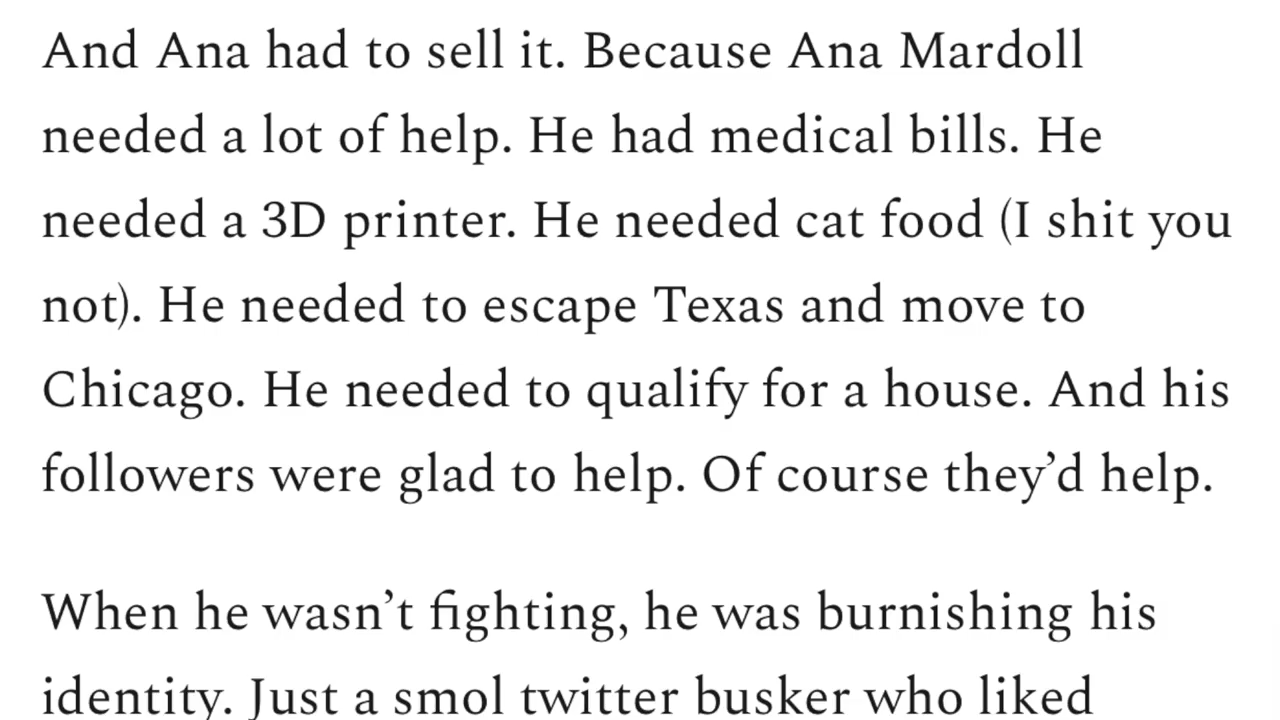 And Ana had to sell it. Because Ana Mardoll
needed a lot of help. He had medical bills. He
needed a 3D printer. He needed cat food (I shit you
not). He needed to escape Texas and move to
Chicago. He needed to qualify for a house. And his
followers were glad to help. Of course they’d help.
When he wasn’t fighting, he was burnishing his
identity. Just a smol twitter busker who liked